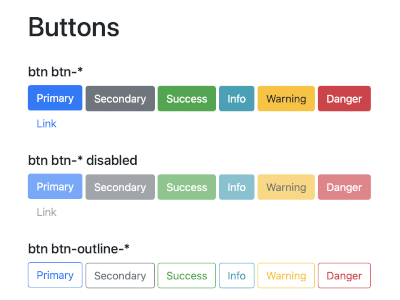 Buttons
btn btn-*
Primary Secondary Success Info Warning Danger
Link
btn btn-* disabled
Primary Secondary Success Info Warning Danger
Link
btn btn-outline-*
Primary Secondary Success Info Warning Danger